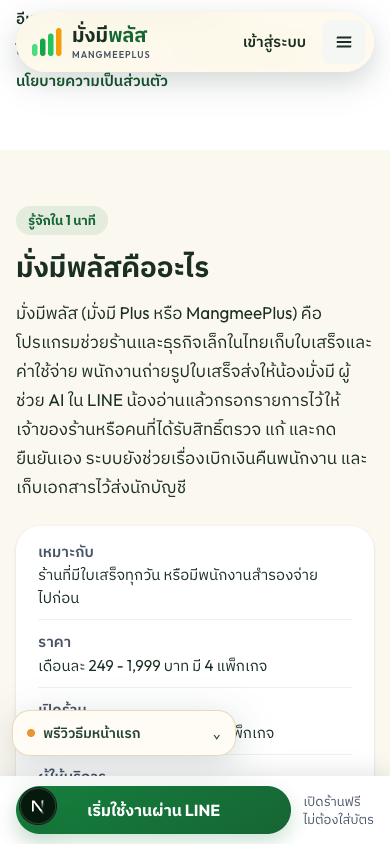 มั่งมีพลัส
MANGMEEPLUS
เข้าสู่ระบบ
นโยบายความเป็นส่วนตัว
รู้จักใน 1 นาที
มั่งมีพลัสคืออะไร
มั่งมีพลัส (มั่งมี Plus หรือ MangmeePlus) คือ
โปรแกรมช่วยร้านและธุรกิจเล็กในไทยเก็บใบเสร็จและ
ค่าใช้จ่าย พนักงานถ่ายรูปใบเสร็จส่งให้น้องมั่งมี ผู้
ช่วย AI ใน LINE น้องอ่านแล้วกรอกรายการไว้ให้
เจ้าของร้านหรือคนที่ได้รับสิทธิ์ตรวจ แก้ และกด
ยืนยันเอง ระบบยังช่วยเรื่องเบิกเงินคืนพนักงาน และ
เก็บเอกสารไว้ส่งนักบัญชี
เหมาะกับ
ร้านที่มีใบเสร็จทุกวัน หรือมีพนักงานสำรองจ่าย
ไปก่อน
ราคา
เดือนละ 249 - 1,999 บาท มี 4 แพ็กเกจ
พรีวิวธีมหน้าแรก
N
เริ่มใช้งานผ่าน LINE
เปิดร้านฟรี
ไม่ต้องใส่บัตร